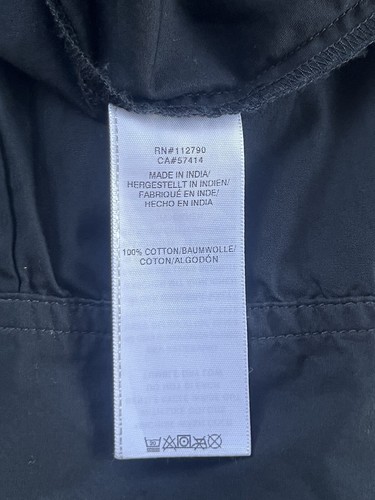 RN#112790
CA#57414
MADE IN INDIA/
HERGESTELLT IN INDIEN/
FABRIQUÉ EN INDE/
HECHO EN INDIA
100% COTTON/BAUMWOLLE/
COTON/ALGODÓN